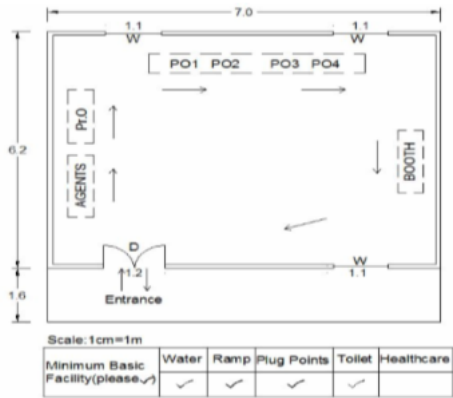 7.0
1.1 1.1
W W
PO1 PO2 PO3 PO4
Pr.O
6.2
BOOTH
AGENTS
D W
1.2 1.1
1.6
Entrance
Scale:1cm=1m
Minimum Basic Facility(please✓) Water Ramp Plug Points Toilet Healthcare
✓ ✓ ✓ ✓